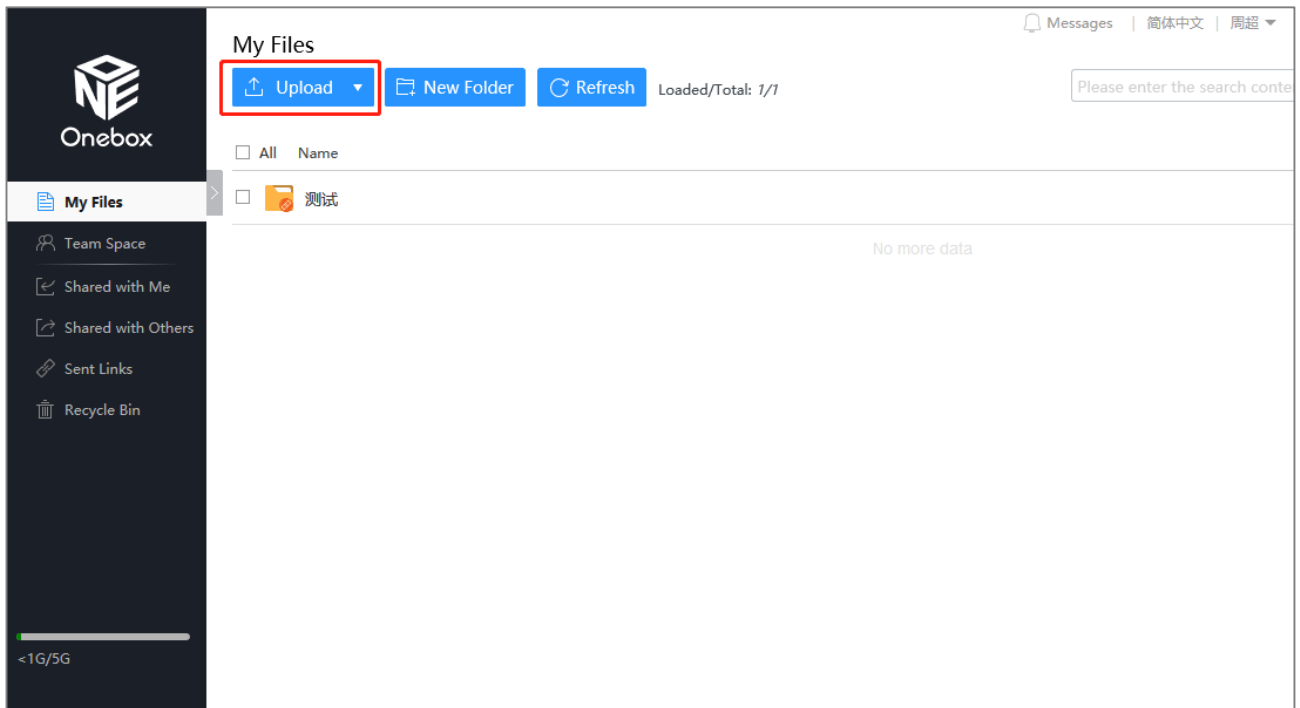 Messages | 简体中文 | 周超
My Files
Upload New Folder Refresh Loaded/Total: 1/1 Please enter the search conte
ONE
Onebox
All Name
My Files
测试
Team Space
No more data
Shared with Me
Shared with Others
Sent Links
Recycle Bin
<1G/5G